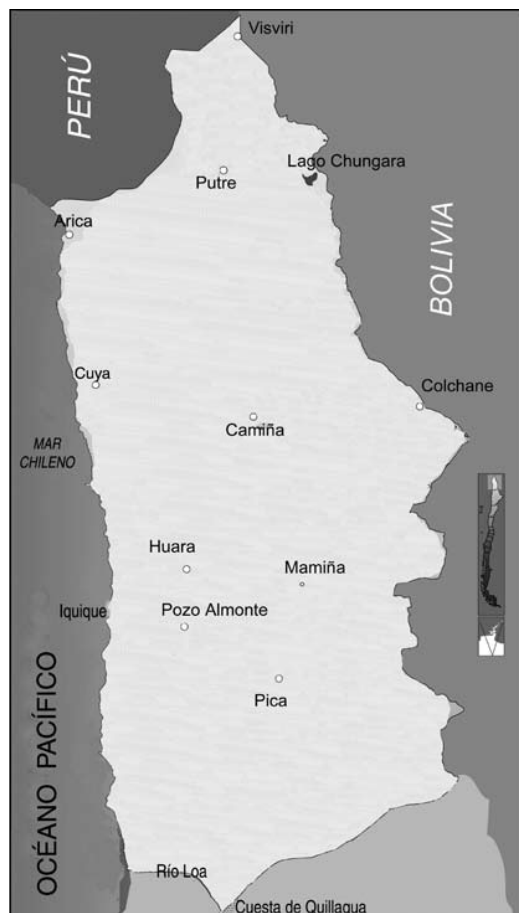 Visviri
PERÚ
Lago Chungara
Putre
Arica
BOLIVIA
Cuya
Colchane
Camiña
MAR
CHILENO
Huara
Mamiña
Iquique
Pozo Almonte
Pica
OCÉANO PACÍFICO
Río Loa
Cuesta de Quillagua